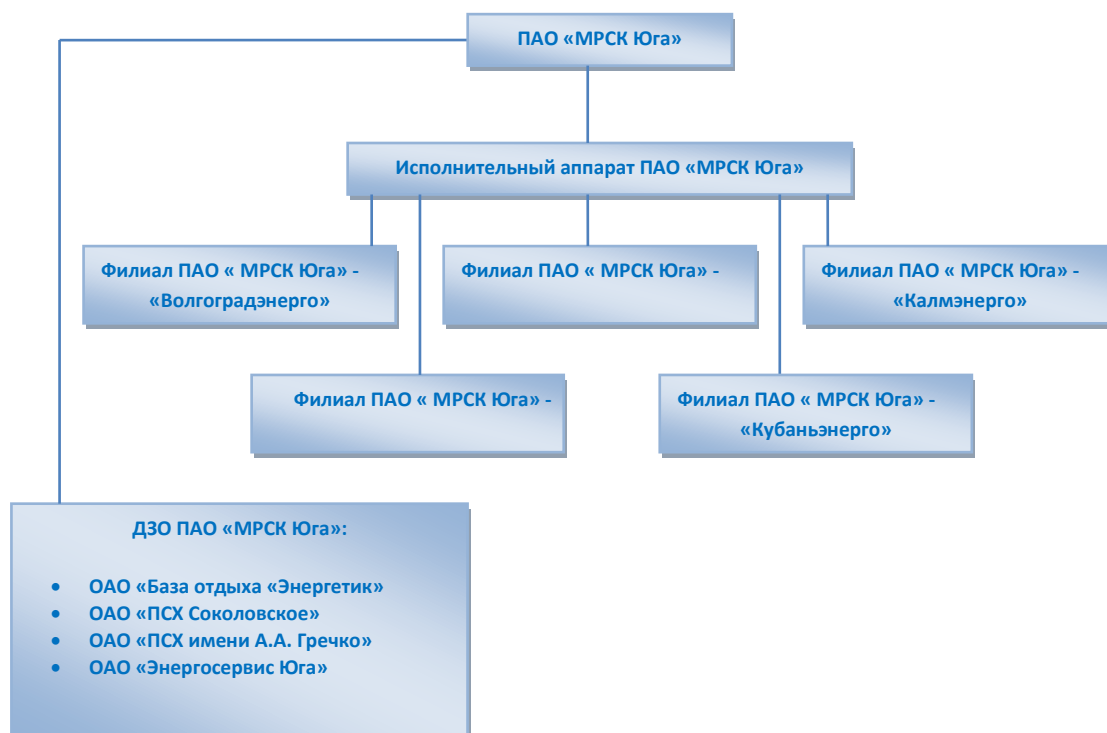 ПАО «МРСК Юга»
Исполнительный аппарат ПАО «МРСК Юга»
Филиал ПАО « МРСК Юга» -
«Волгоградэнерго»
Филиал ПАО « МРСК Юга» -
Филиал ПАО « МРСК Юга» -
«Калмэнерго»
Филиал ПАО « МРСК Юга» -
Филиал ПАО « МРСК Юга» -
«Кубаньэнерго»
ДЗО ПАО «МРСК Юга»:
• ОАО «База отдыха «Энергетик»
• ОАО «ПСХ Соколовское»
• ОАО «ПСХ имени А.А. Гречко»
• ОАО «Энергосервис Юга»